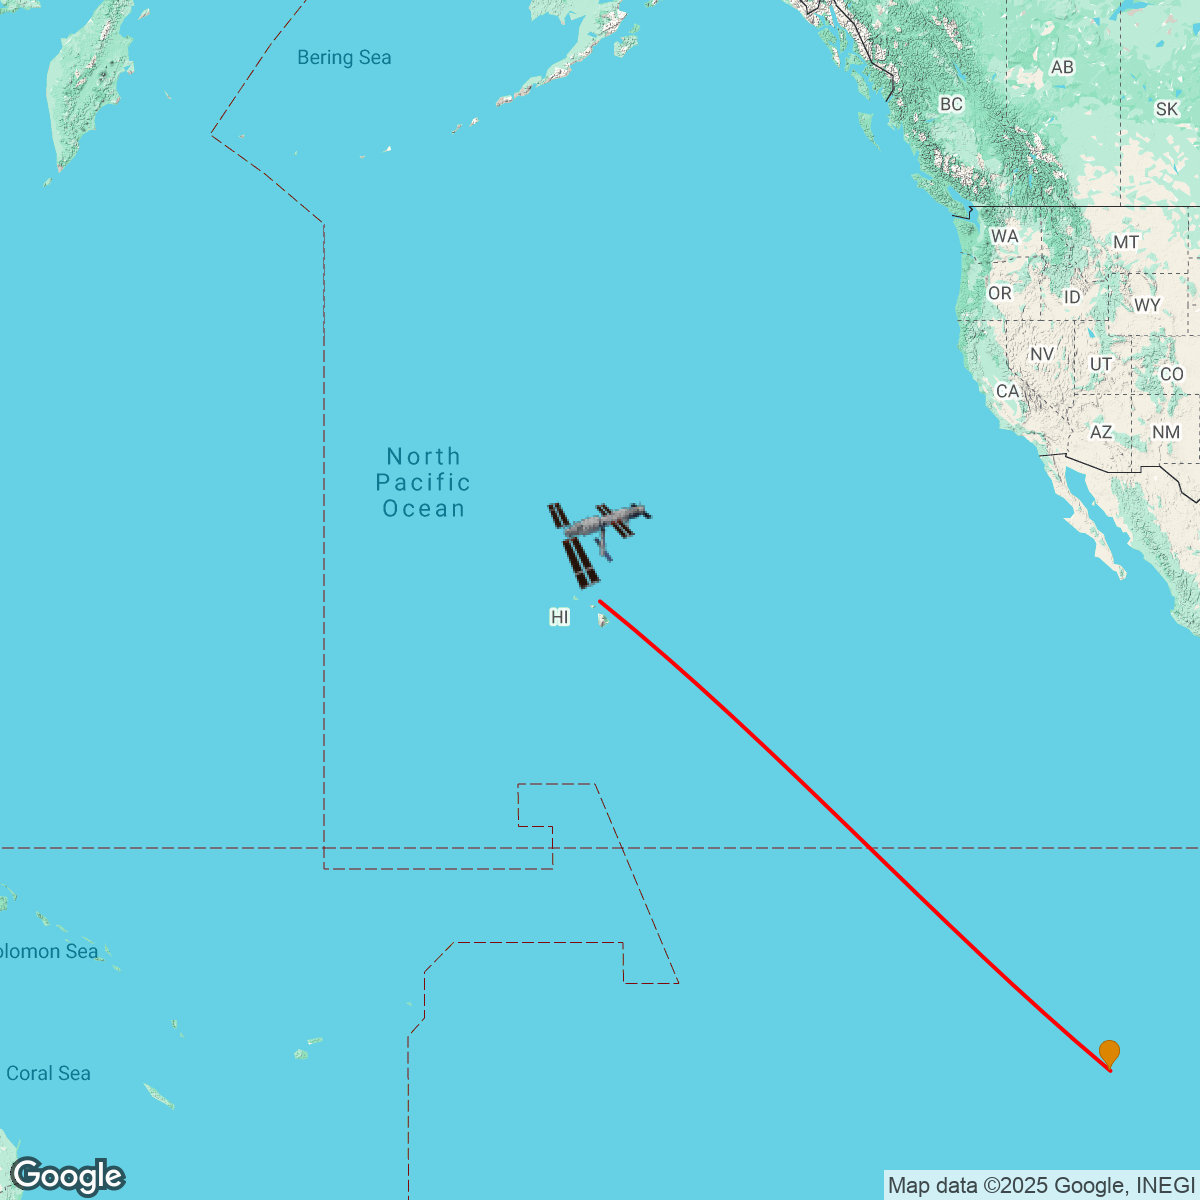 Bering Sea
AB
BC
SK
WA
MT
OR
ID
WY
NV
UT
CO
CA
AZ
NM
North
Pacific
Ocean
HI
olomon Sea
Coral Sea
Google
Map data ©2025 Google, INEGI